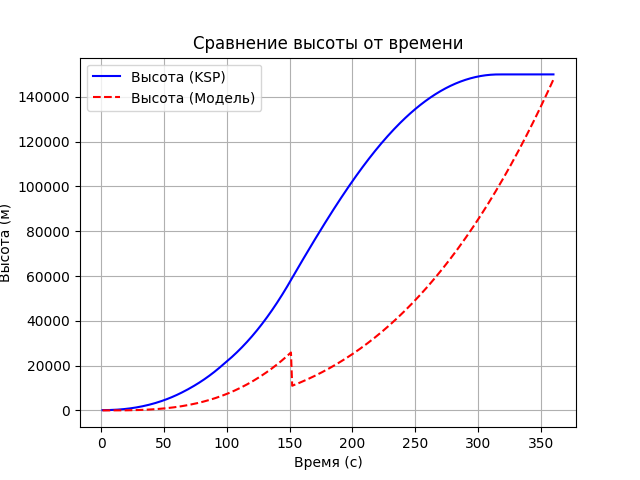 Сравнение высоты от времени
Высота (KSP)
Высота (Модель)
Высота (м)
140000
120000
100000
80000
60000
40000
20000
0
0 50 100 150 200 250 300 350
Время (с)